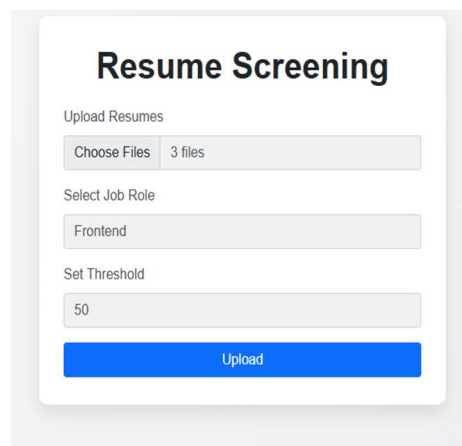 Resume Screening
Upload Resumes
Choose Files 3 files
Select Job Role
Frontend
Set Threshold
50
Upload